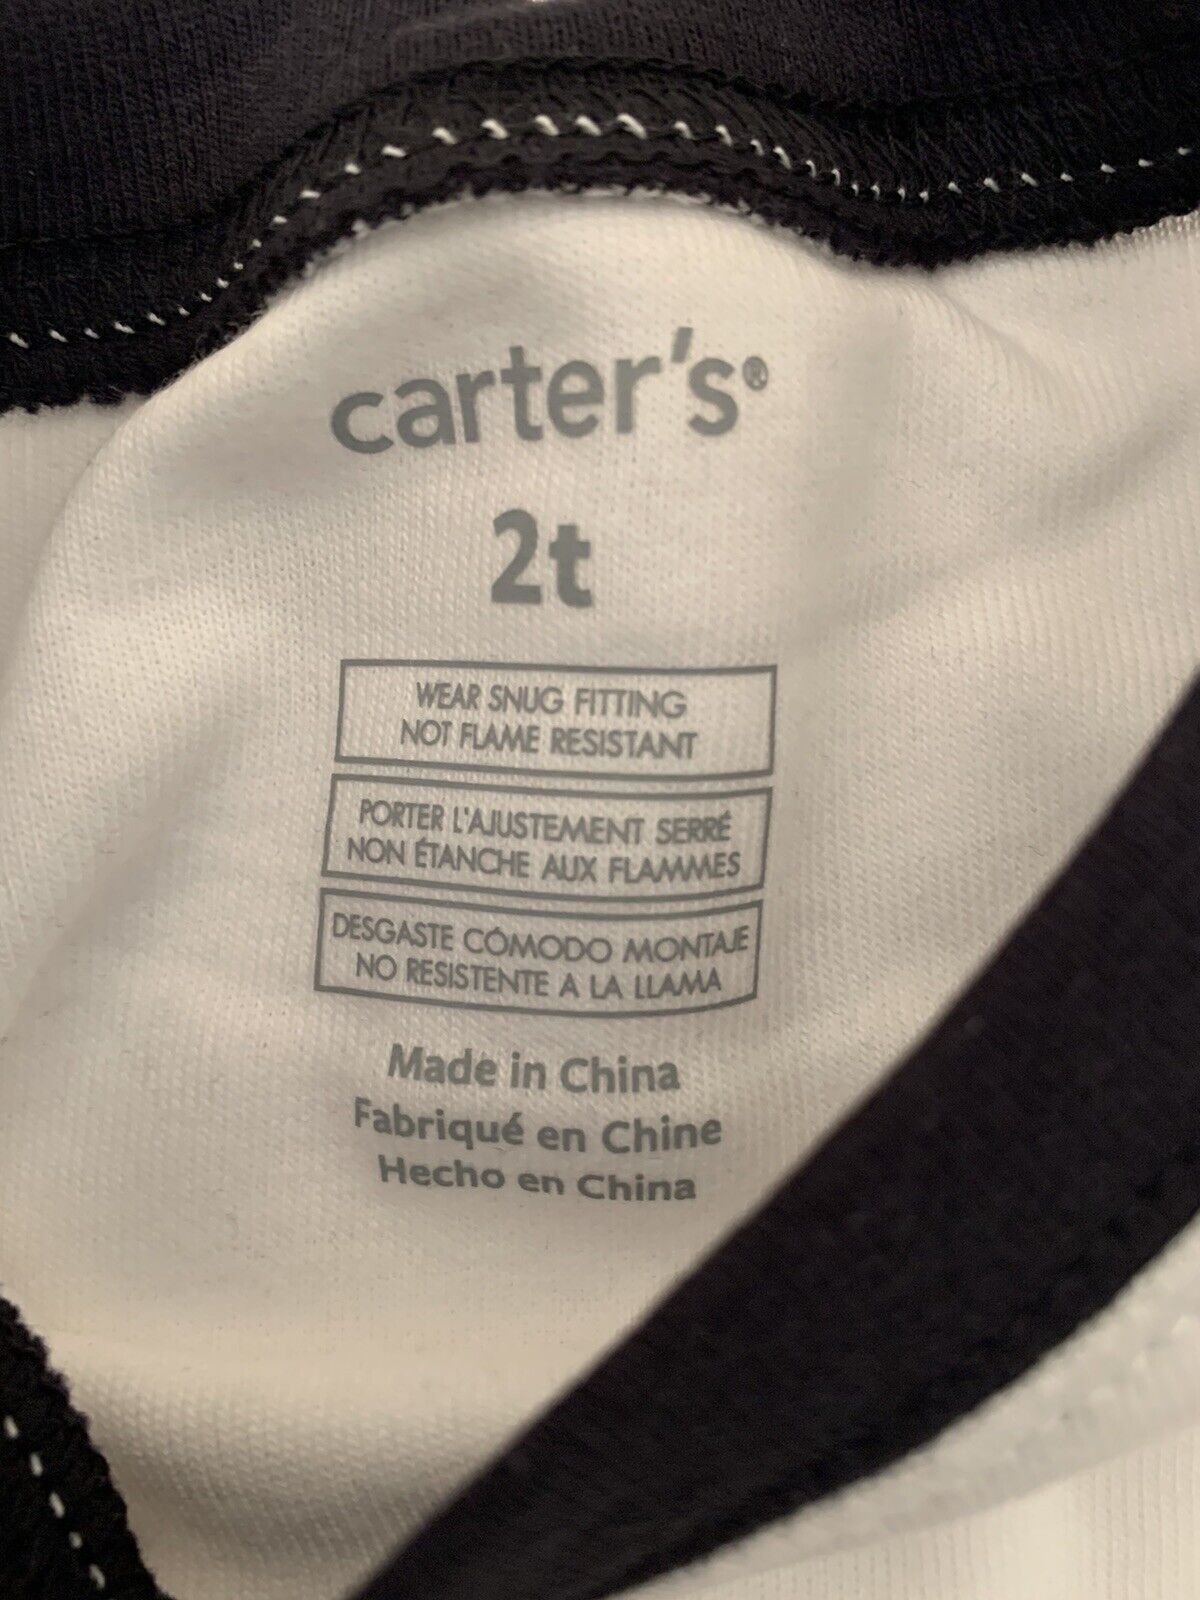 carter's®
2t
WEAR SNUG FITTING
NOT FLAME RESISTANT
PORTER L'AJUSTEMENT SERRÉ
NON ÉTANCHE AUX FLAMMES
DESGASTE CÓMODO MONTAJE
NO RESISTENTE A LA LLAMA
Made in China
Fabriqué en Chine
Hecho en China